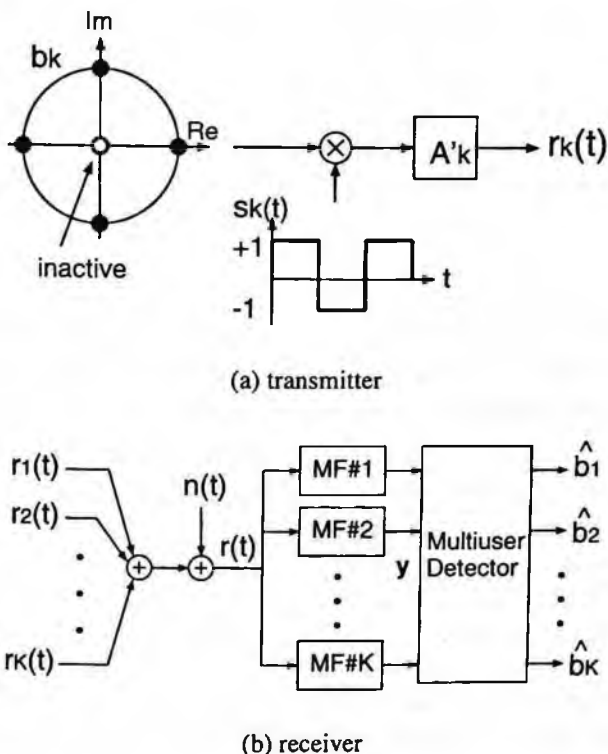 Im
bk
Re
inactive
A'k
rk(t)
sk(t)
+1
-1
t
(a) transmitter
r1(t)
r2(t)
rK(t)
n(t)
r(t)
MF#1
MF#2
MF#K
y
Multiuser
Detector
b̂1
b̂2
b̂K
(b) receiver